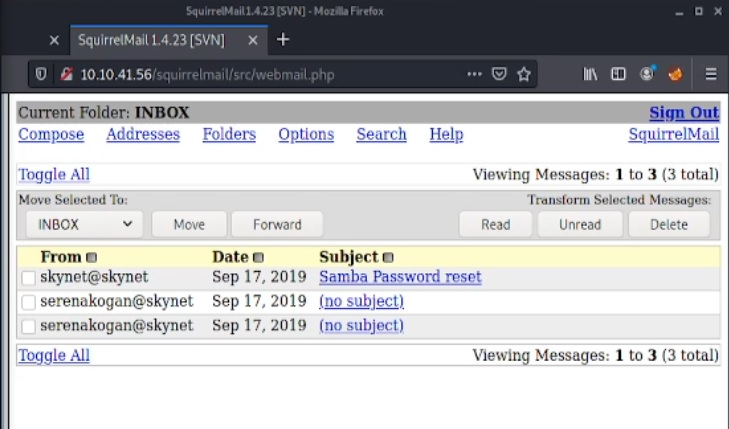 SquirrelMail 1.4.23 [SVN] - Mozilla Firefox
SquirrelMail 1.4.23 [SVN]
10.10.41.56/squirrelmail/src/webmail.php
Current Folder: INBOX Sign Out
Compose Addresses Folders Options Search Help SquirrelMail
Toggle All Viewing Messages: 1 to 3 (3 total)
Move Selected To: Transform Selected Messages:
INBOX Move Forward Read Unread Delete
From Date Subject
skynet@skynet Sep 17, 2019 Samba Password reset
serenakogan@skynet Sep 17, 2019 (no subject)
serenakogan@skynet Sep 17, 2019 (no subject)
Toggle All Viewing Messages: 1 to 3 (3 total)